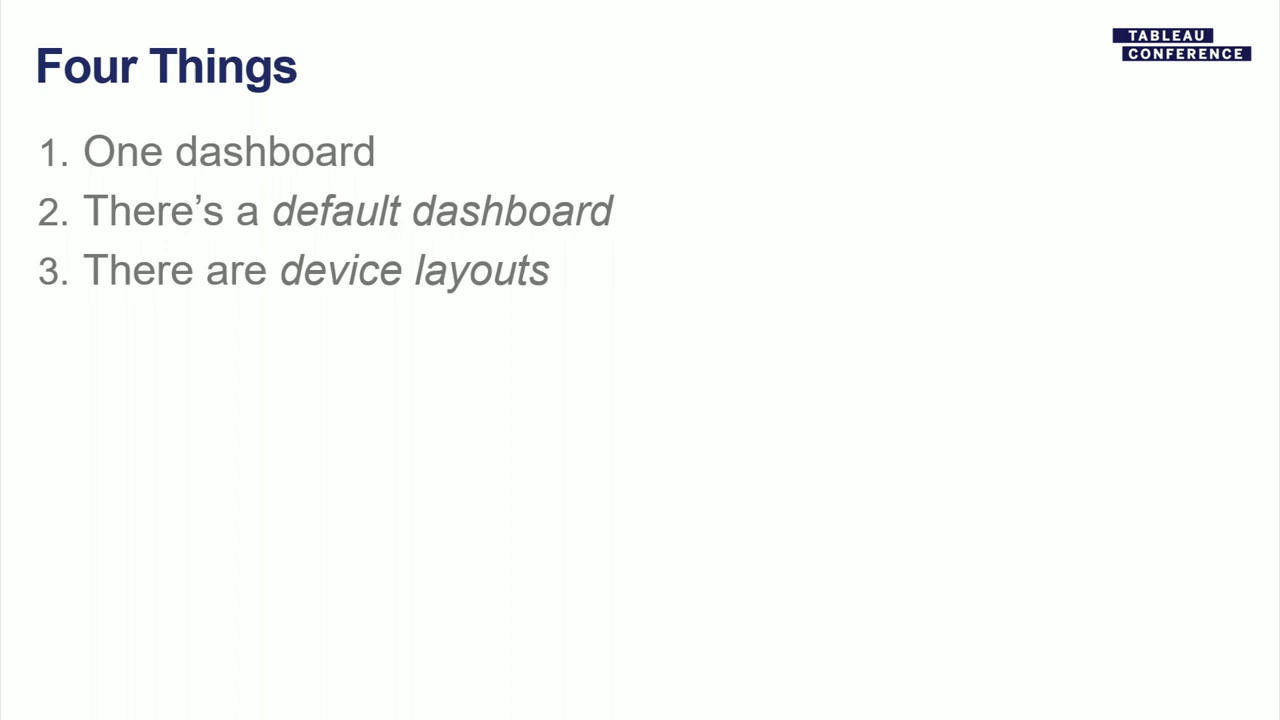 Four Things
TABLEAU
CONFERENCE
1. One dashboard
2. There’s a default dashboard
3. There are device layouts